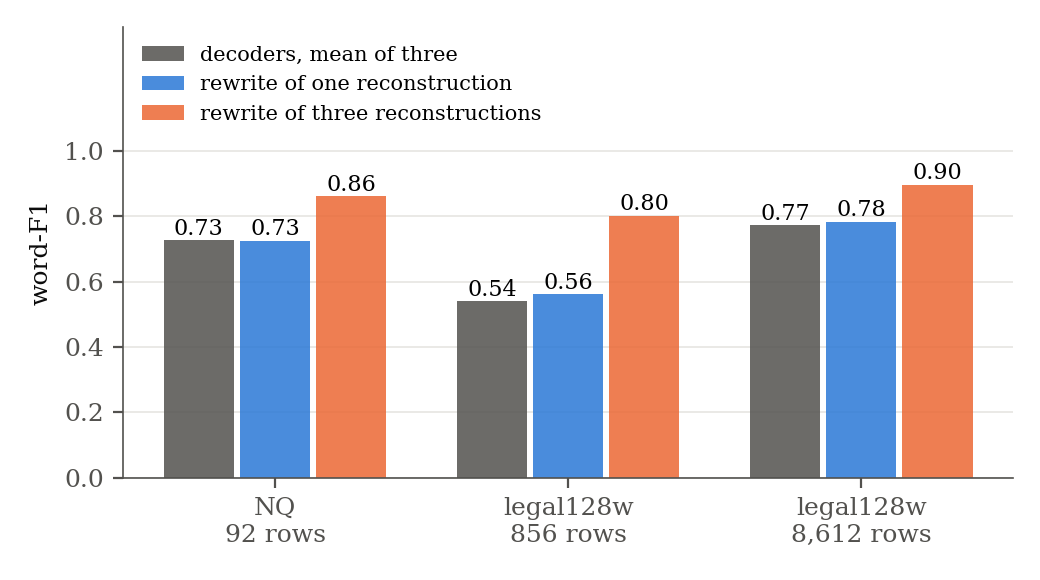 decoders, mean of three
rewrite of one reconstruction
rewrite of three reconstructions
word-F1
1.0
0.8
0.6
0.4
0.2
0.0
0.73 0.73 0.86
0.54 0.56 0.80
0.77 0.78 0.90
NQ
92 rows
legal128w
856 rows
legal128w
8,612 rows